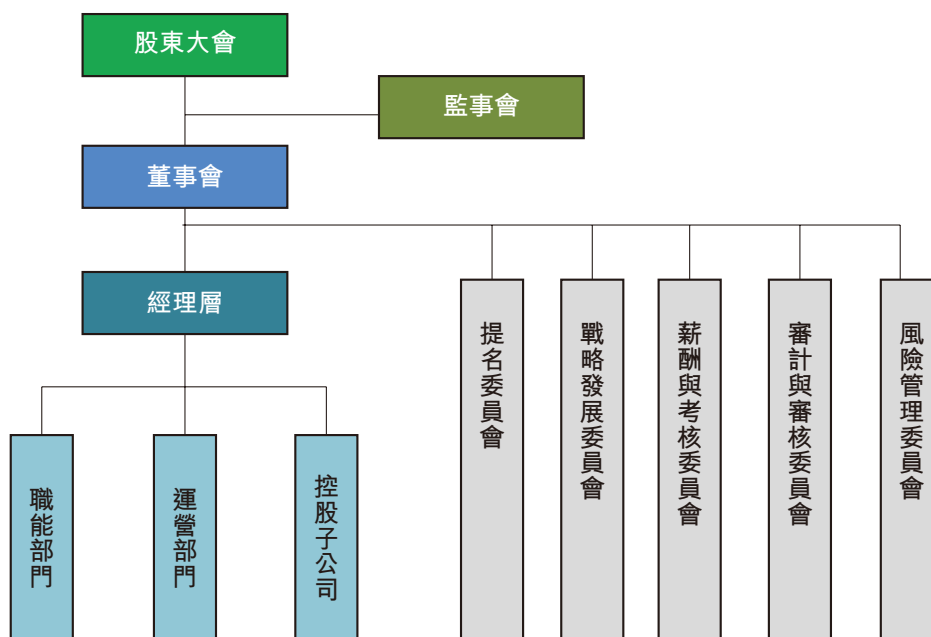 股東大會
監事會
董事會
經理層
提名委員會
戰略發展委員會
薪酬與考核委員會
審計與審核委員會
風險管理委員會
職能部門
運營部門
控股子公司